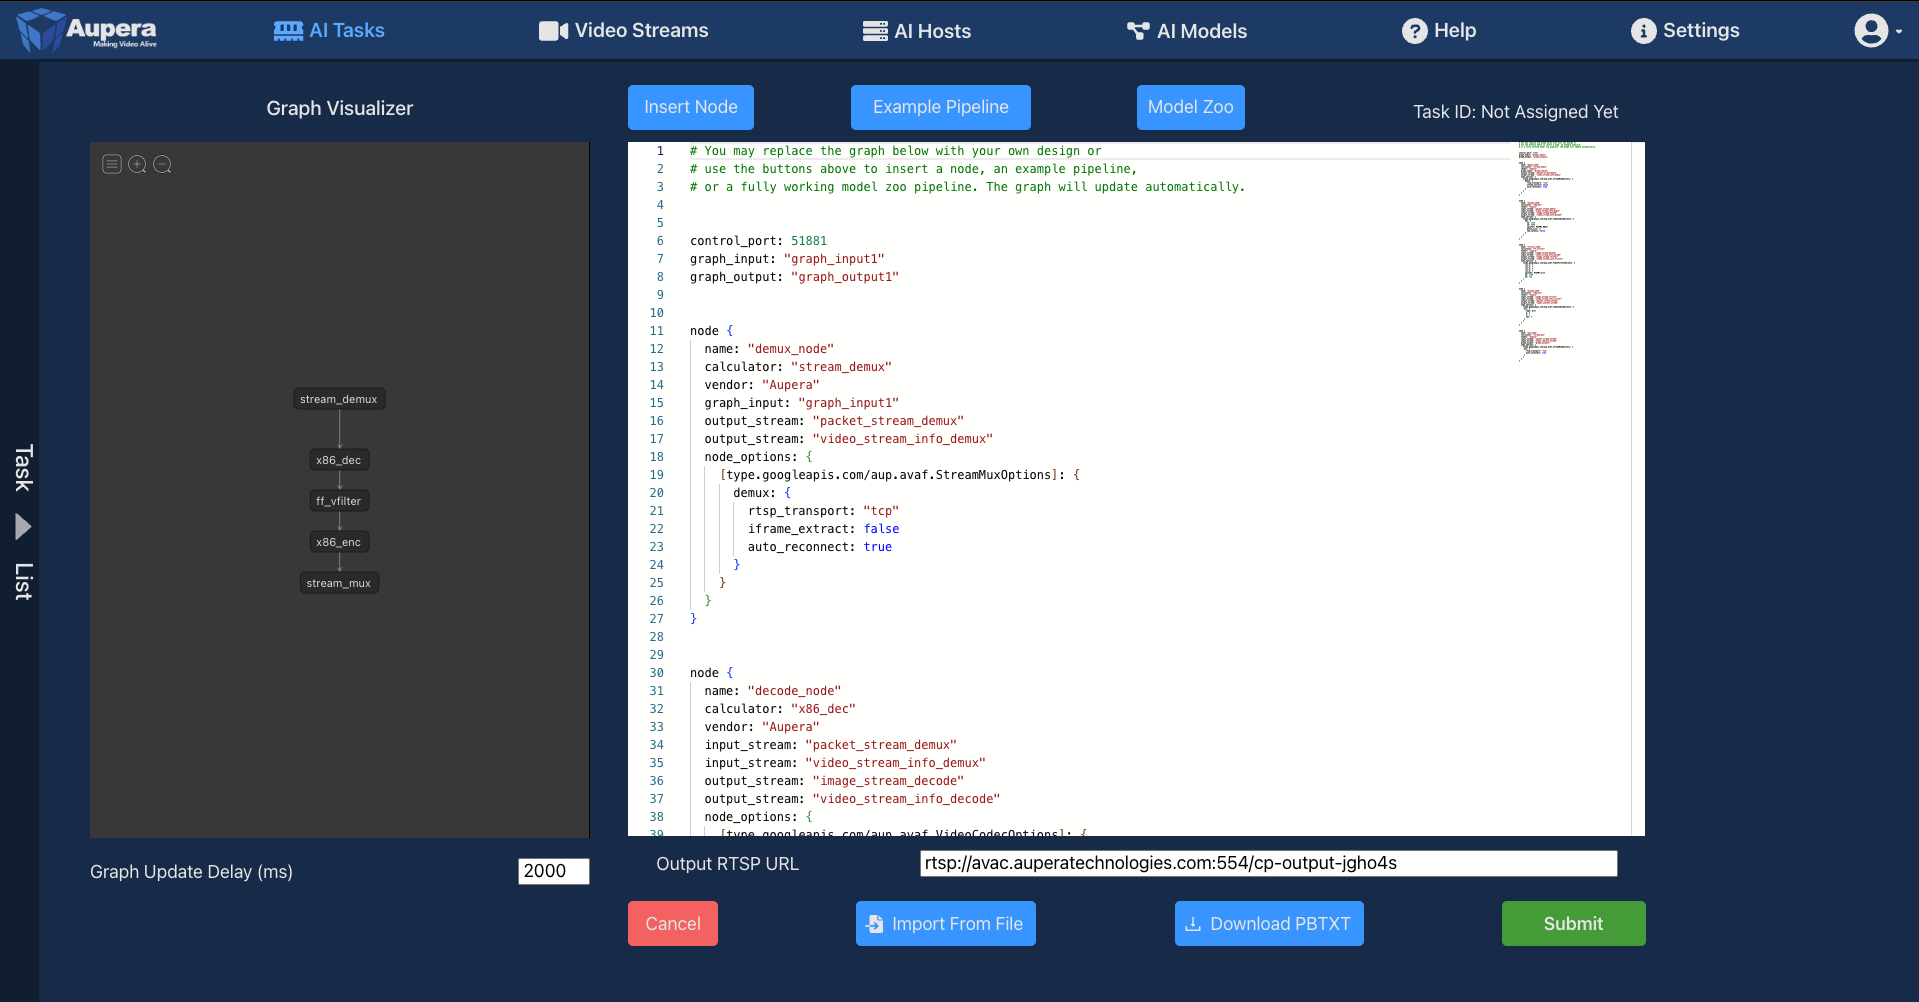 Aupera
Making Video Alive
AI Tasks
Video Streams
AI Hosts
AI Models
Help
Settings
Task
List
Graph Visualizer
Insert Node
Example Pipeline
Model Zoo
Task ID: Not Assigned Yet
stream_demux
x86_dec
ff_vfilter
x86_enc
stream_mux
1 # You may replace the graph below with your own design or
2 # use the buttons above to insert a node, an example pipeline,
3 # or a fully working model zoo pipeline. The graph will update automatically.
4
5
6 control_port: 51881
7 graph_input: "graph_input1"
8 graph_output: "graph_output1"
9
10
11 node {
12 name: "demux_node"
13 calculator: "stream_demux"
14 vendor: "Aupera"
15 graph_input: "graph_input1"
16 output_stream: "packet_stream_demux"
17 output_stream: "video_stream_info_demux"
18 node_options: {
19 [type.googleapis.com/aup.avaf.StreamMuxOptions]: {
20 demux: {
21 rtsp_transport: "tcp"
22 iframe_extract: false
23 auto_reconnect: true
24 }
25 }
26 }
27 }
28
29
30 node {
31 name: "decode_node"
32 calculator: "x86_dec"
33 vendor: "Aupera"
34 input_stream: "packet_stream_demux"
35 input_stream: "video_stream_info_demux"
36 output_stream: "image_stream_decode"
37 output_stream: "video_stream_info_decode"
38 node_options: {
39 [type.googleapis.com/aup.avaf.VideoCodecOptions]: {
Graph Update Delay (ms)
2000
Output RTSP URL
rtsp://avac.auperatechnologies.com:554/cp-output-jgho4s
Cancel
Import From File
Download PBTXT
Submit